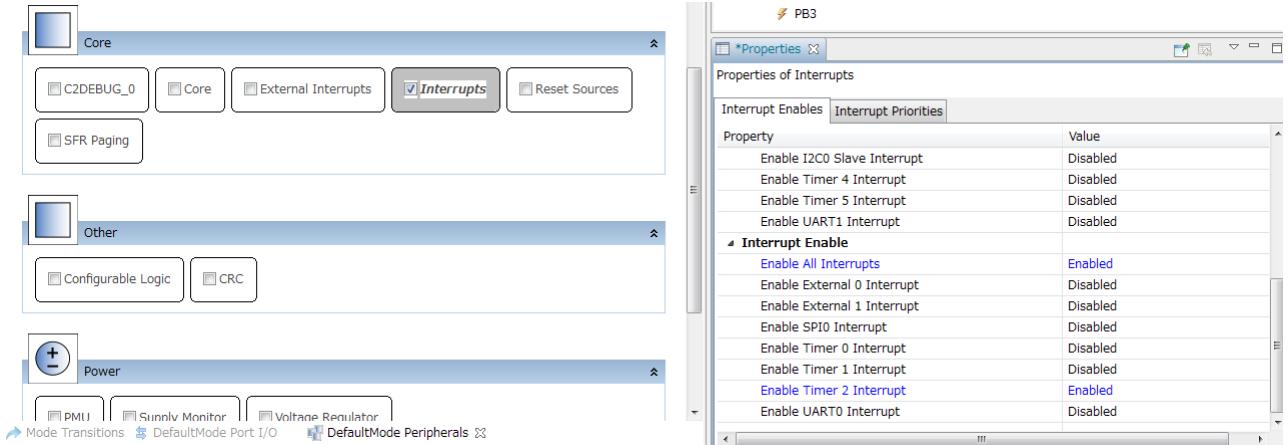 Core
C2DEBUG_0
Core
External Interrupts
Interrupts
Reset Sources
SFR Paging
Other
Configurable Logic
CRC
Power
PMU
Supply Monitor
Voltage Regulator
Mode Transitions DefaultMode Port I/O DefaultMode Peripherals
PB3
*Properties
Properties of Interrupts
Interrupt Enables Interrupt Priorities
Property Value
Enable I2C0 Slave Interrupt Disabled
Enable Timer 4 Interrupt Disabled
Enable Timer 5 Interrupt Disabled
Enable UART1 Interrupt Disabled
Interrupt Enable
Enable All Interrupts Enabled
Enable External 0 Interrupt Disabled
Enable External 1 Interrupt Disabled
Enable SPI0 Interrupt Disabled
Enable Timer 0 Interrupt Disabled
Enable Timer 1 Interrupt Disabled
Enable Timer 2 Interrupt Enabled
Enable UART0 Interrupt Disabled